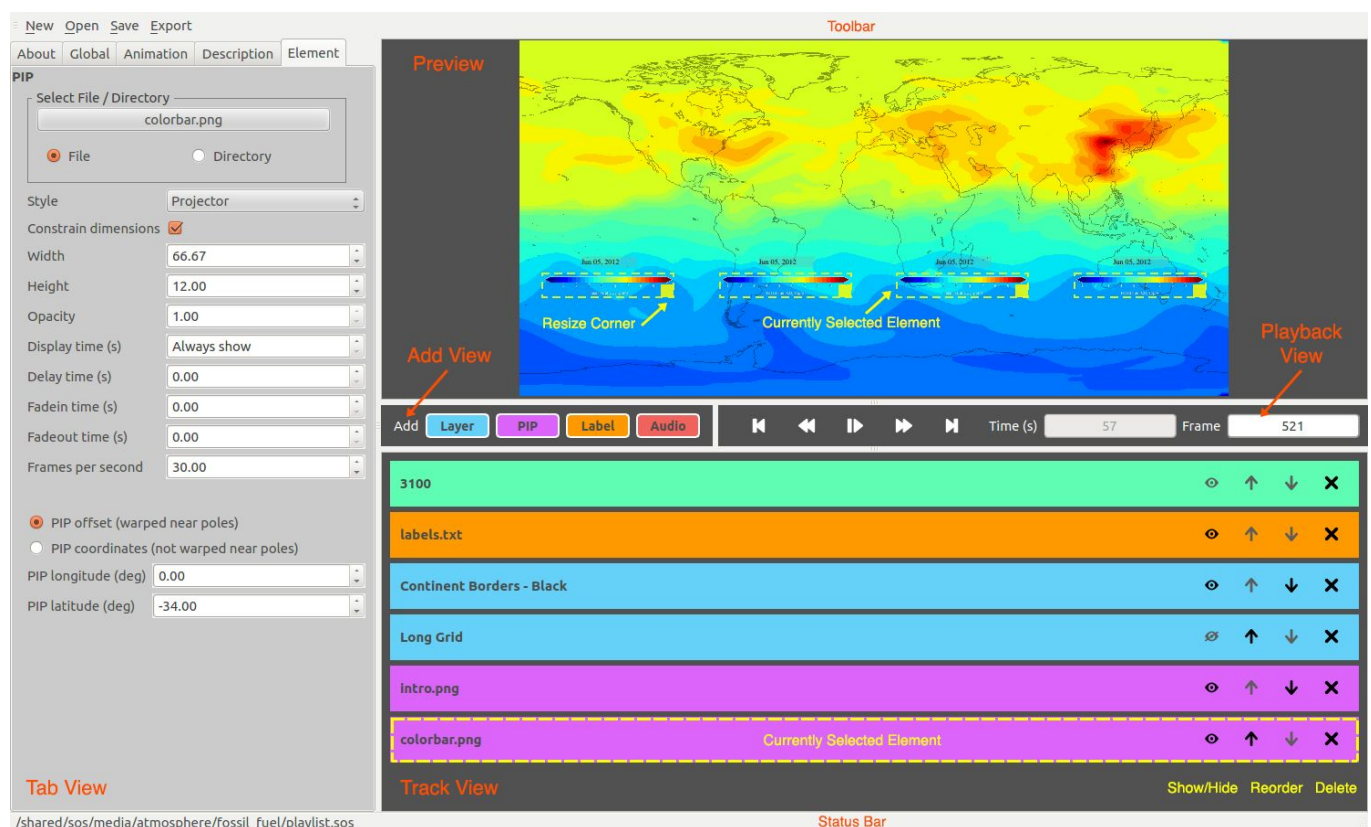 New Open Save Export
Toolbar
About Global Animation Description Element
PIP
Select File / Directory
colorbar.png
File Directory
Style Projector
Constrain dimensions
Width 66.67
Height 12.00
Opacity 1.00
Display time (s) Always show
Delay time (s) 0.00
Fadein time (s) 0.00
Fadeout time (s) 0.00
Frames per second 30.00
PIP offset (warped near poles)
PIP coordinates (not warped near poles)
PIP longitude (deg) 0.00
PIP latitude (deg) -34.00
Tab View
Preview
Jun 05, 2012 Jun 05, 2012 Jun 05, 2012 Jun 05, 2012
Resize Corner Currently Selected Element
Add View
Playback
View
Add Layer PIP Label Audio Time (s) 57 Frame 521
3100
labels.txt
Continent Borders - Black
Long Grid
intro.png
colorbar.png Currently Selected Element
Track View Show/Hide Reorder Delete
/shared/sos/media/atmosphere/fossil_fuel/playlist.sos Status Bar